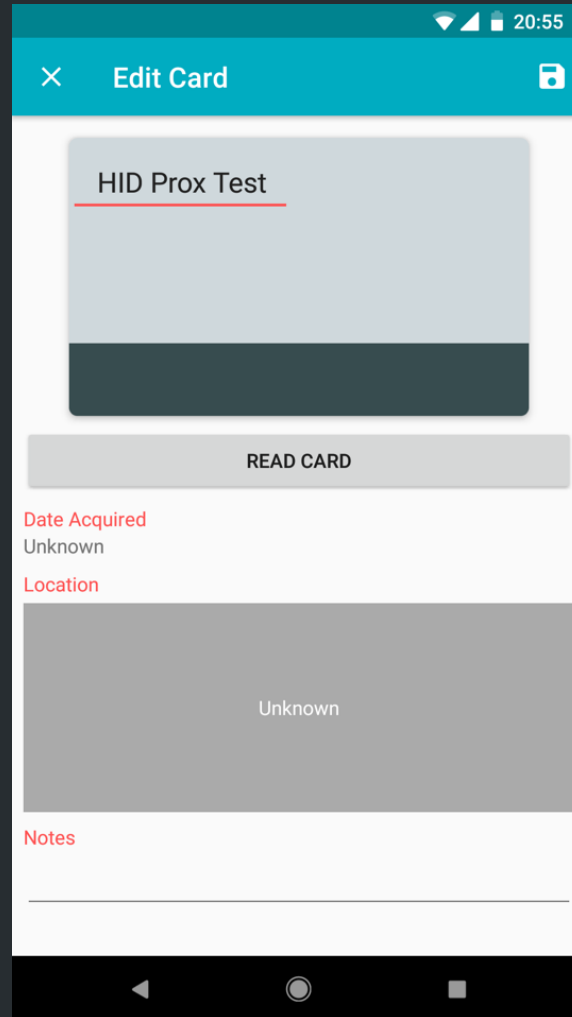 20:55
Edit Card
HID Prox Test
READ CARD
Date Acquired
Unknown
Location
Unknown
Notes